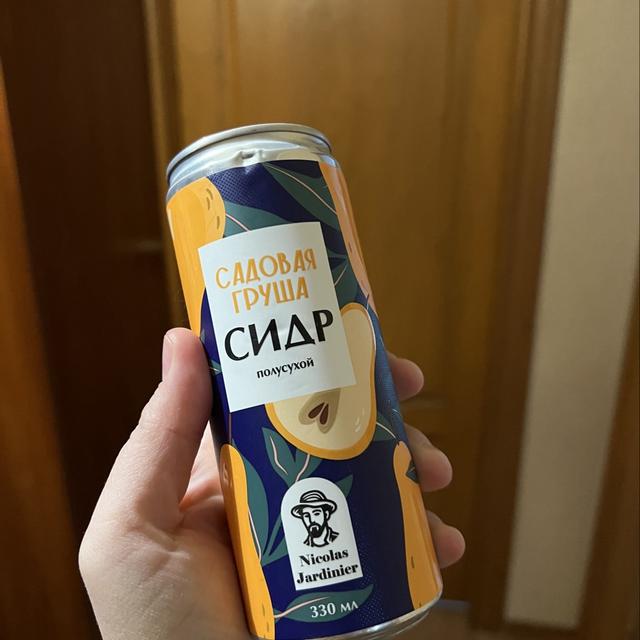 САДОВАЯ
ГРУША
СИДР
полусухой
Nicolas
Jardinier
330 мл